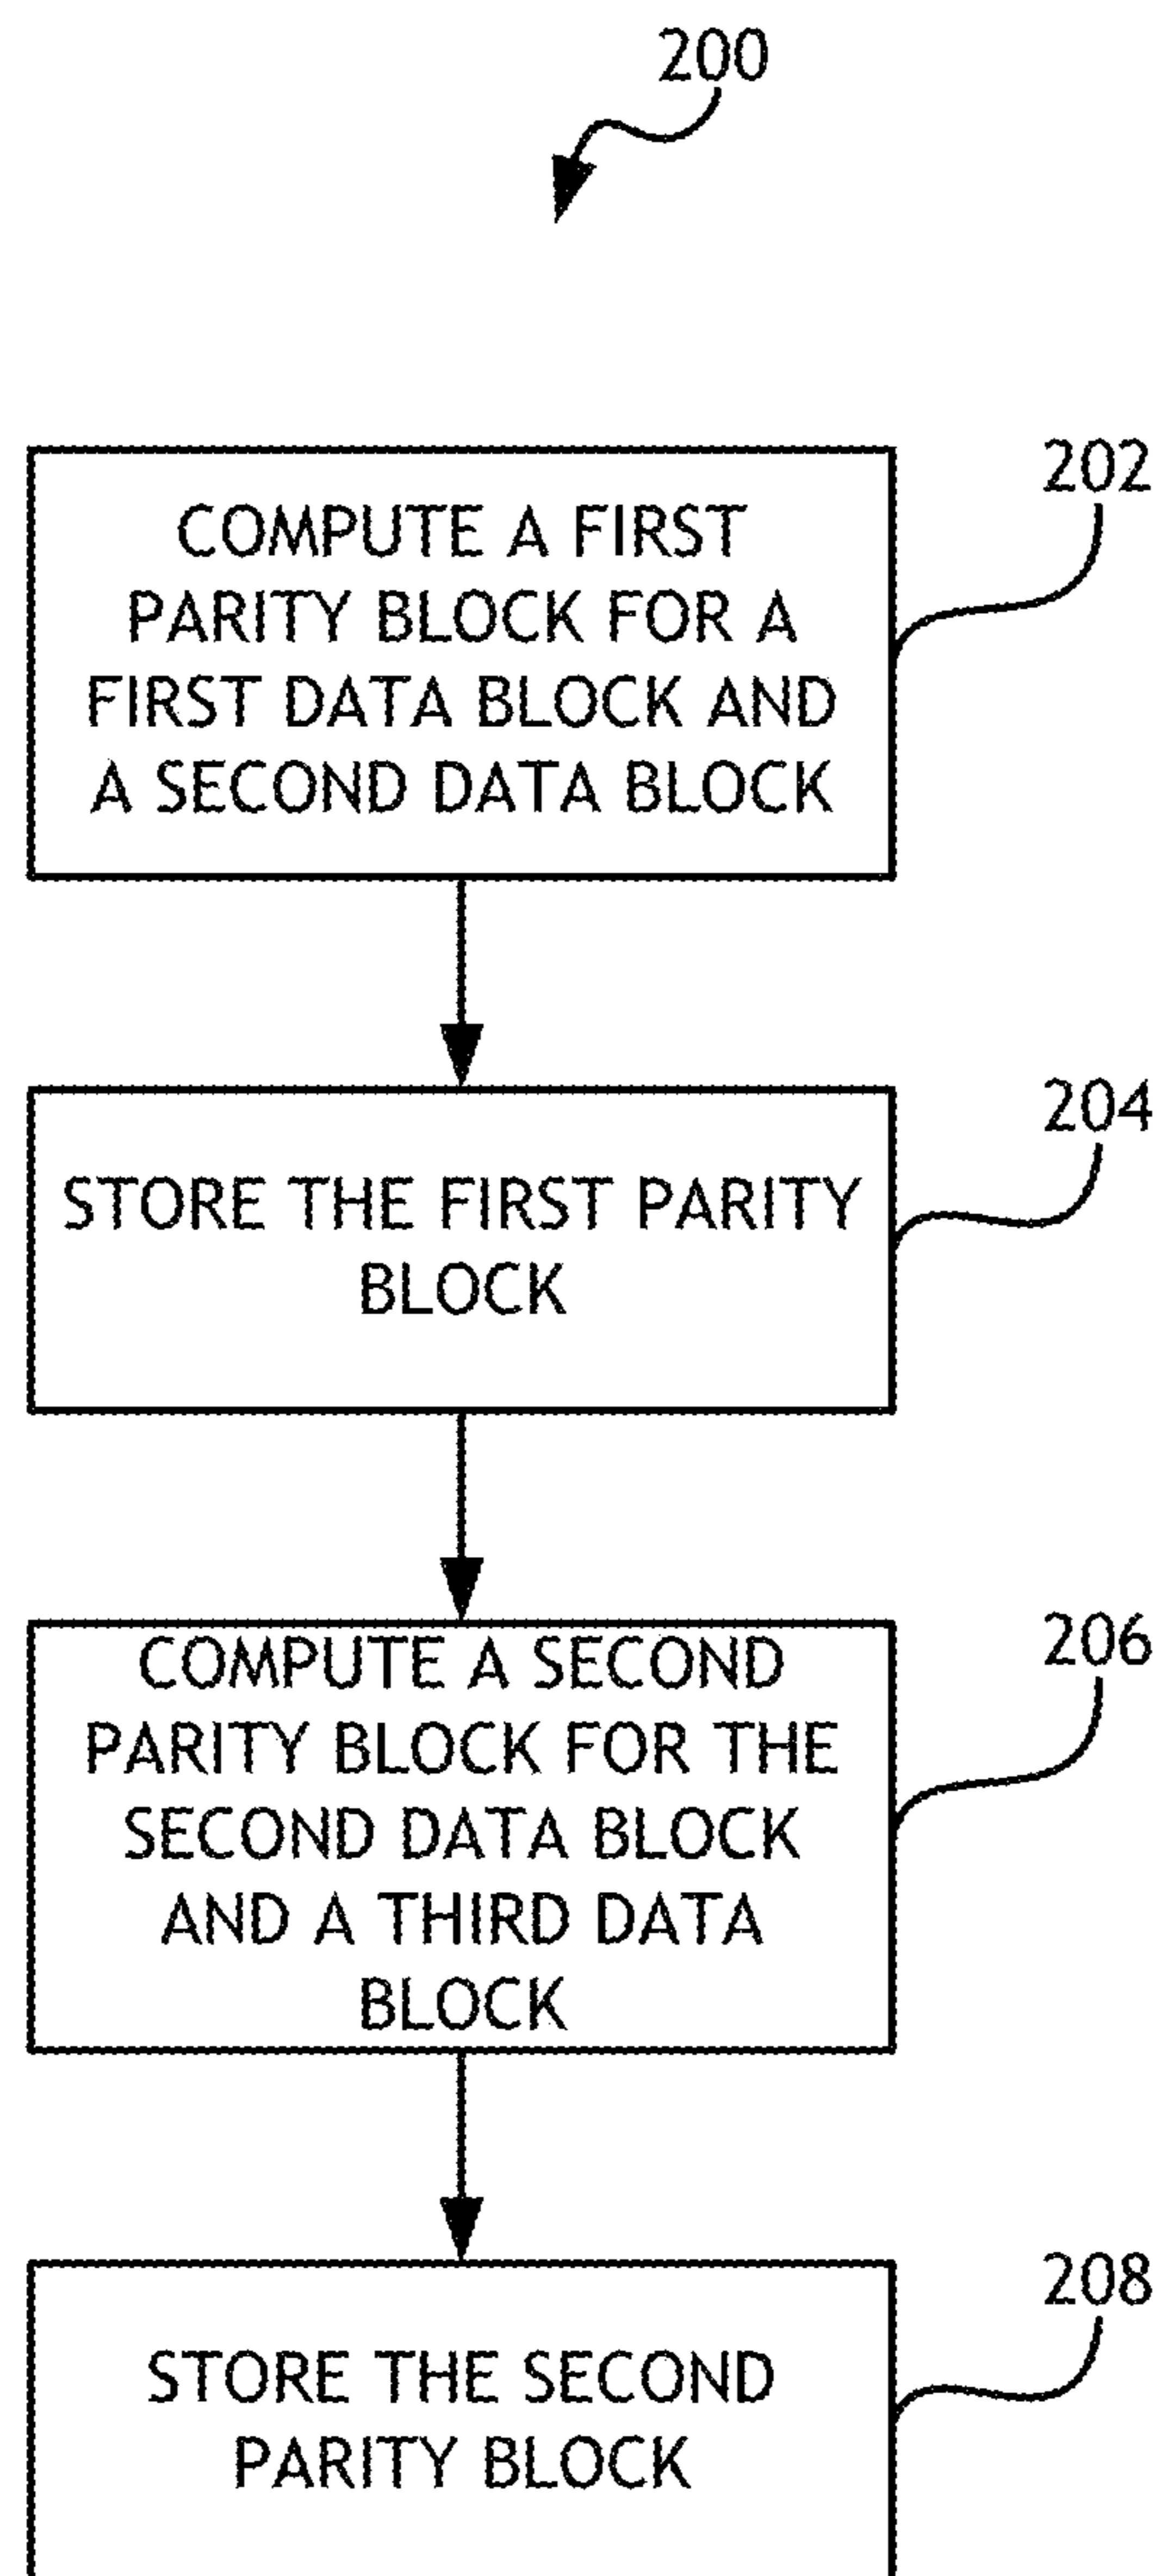 200
202
COMPUTE A FIRST
PARITY BLOCK FOR A
FIRST DATA BLOCK AND
A SECOND DATA BLOCK
204
STORE THE FIRST PARITY
BLOCK
206
COMPUTE A SECOND
PARITY BLOCK FOR THE
SECOND DATA BLOCK
AND A THIRD DATA
BLOCK
208
STORE THE SECOND
PARITY BLOCK